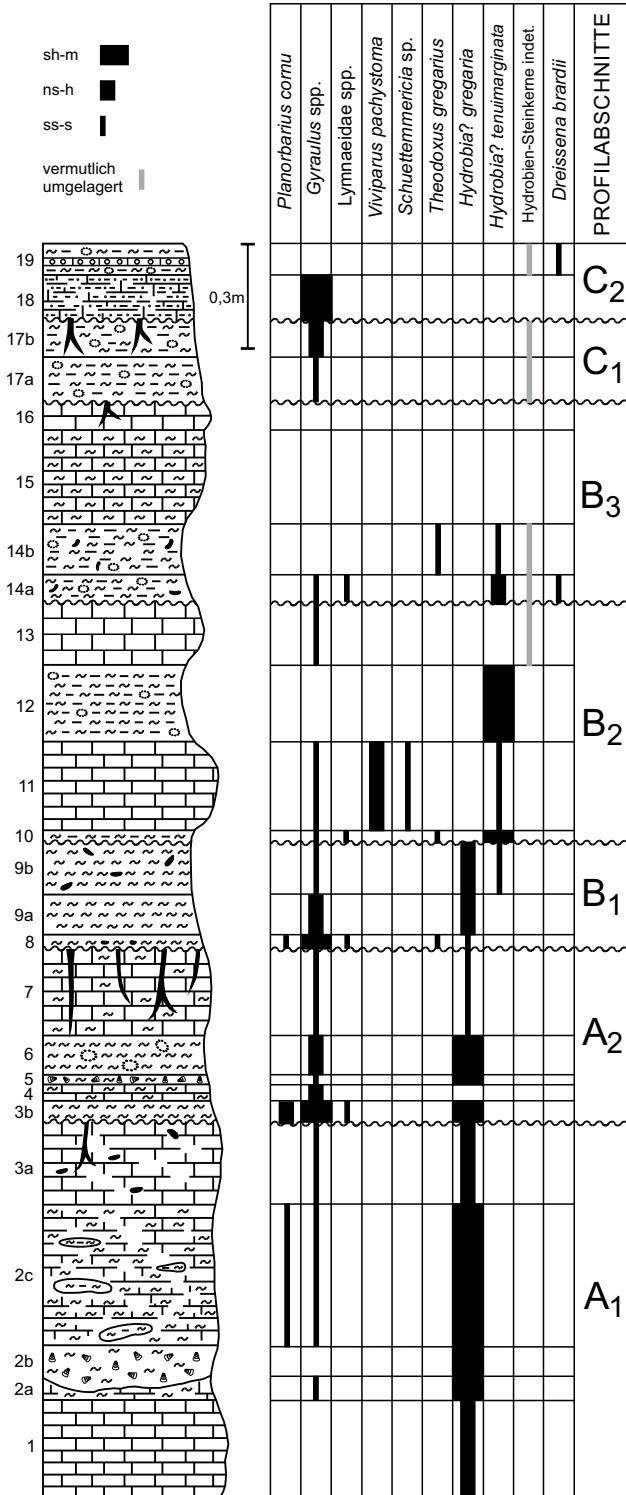 sh-m
ns-h
ss-s
vermutlich
umgelagert
Planorbarius cornu
Gyraulus spp.
Lymnaeidae spp.
Viviparus pachystoma
Schuettemmericia sp.
Theodoxus gregarius
Hydrobia? gregaria
Hydrobia? tenuimarginata
Hydrobien-Steinkerne indet.
Dreissena brardii
PROFILABSCHNITTE
0,3m
19
18
17b
17a
16
15
14b
14a
13
12
11
10
9b
9a
8
7
6
5
4
3b
3a
2c
2b
2a
1
C2
C1
B3
B2
B1
A2
A1